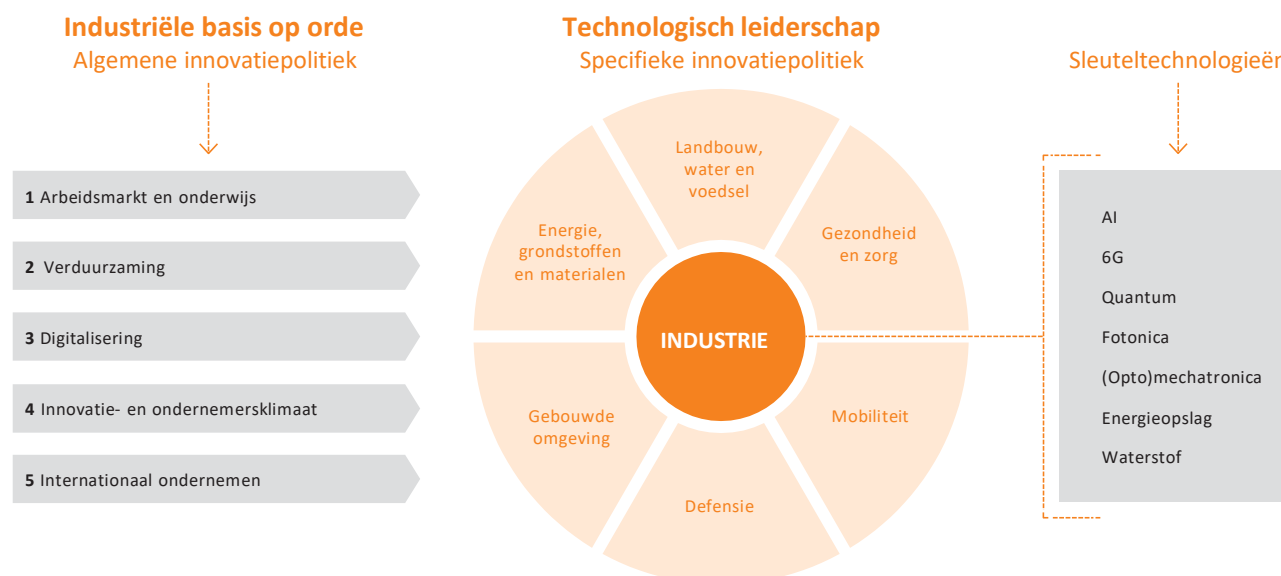 Industriële basis op orde
Algemene innovatiepolitiek
1 Arbeidsmarkt en onderwijs
2 Verduurzaming
3 Digitalisering
4 Innovatie- en ondernemersklimaat
5 Internationaal ondernemen
Technologisch leiderschap
Specifieke innovatiepolitiek
Landbouw,
water en
voedsel
Energie,
grondstoffen
en materialen
Gezondheid
en zorg
INDUSTRIE
Gebouwde
omgeving
Mobiliteit
Defensie
Sleuteltechnologieën
AI
6G
Quantum
Fotonica
(Opto)mechatronica
Energieopslag
Waterstof